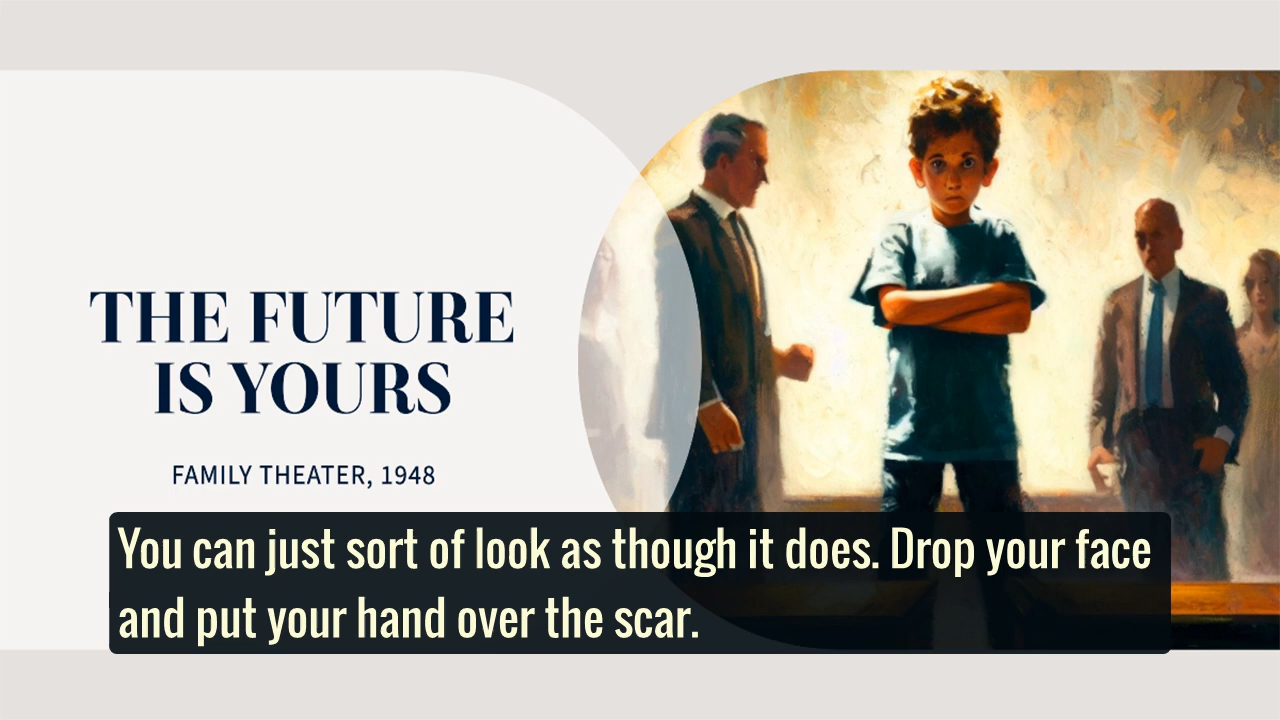 THE FUTURE
IS YOURS
FAMILY THEATER, 1948
You can just sort of look as though it does. Drop your face
and put your hand over the scar.